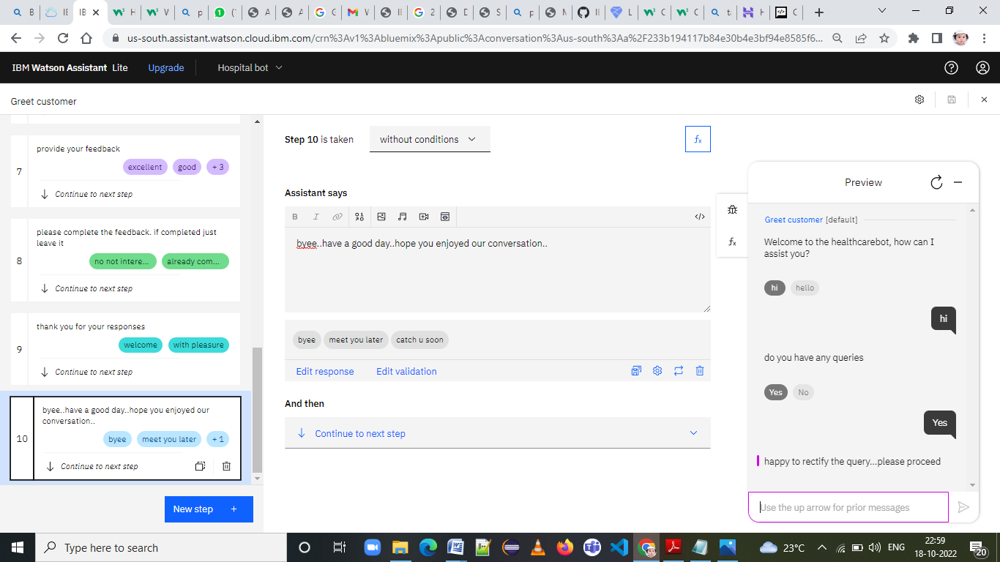 B
IE
IB
H
V
p
(1
A
A
G
M V
IE
2
D
S
p
N
II
L
C
C
t
H
C
us-south.assistant.watson.cloud.ibm.com/crn%3Av1%3Abluemix%3Apublic%3Aconversation%3Aus-south%3Aa%2F233b194117b84e30b4e3bf94e8585f6...
IBM Watson Assistant Lite
Upgrade
Hospital bot
Greet customer
7
provide your feedback
excellent
good
+ 3
Continue to next step
8
please complete the feedback. if completed just
leave it
no not intere...
already com...
Continue to next step
9
thank you for your responses
welcome
with pleasure
Continue to next step
10
byee..have a good day..hope you enjoyed our
conversation..
byee
meet you later
+ 1
Continue to next step
New step +
Step 10 is taken
without conditions
fx
Assistant says
B I
</>
byee..have a good day..hope you enjoyed our conversation..
byee
meet you later
catch u soon
Edit response
Edit validation
And then
Continue to next step
fx
Preview
Greet customer [default]
Welcome to the healthcarebot, how can I
assist you?
hi
hello
hi
do you have any queries
Yes
No
Yes
happy to rectify the query...please proceed
Use the up arrow for prior messages
Type here to search
23°C
ENG
22:59
18-10-2022
20